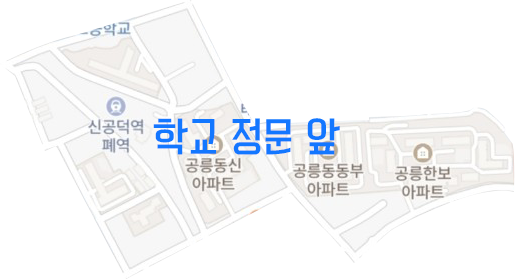 학교 정문 앞
신공덕역
폐역
공릉동신
아파트
공릉동동부
아파트
공릉한보
아파트